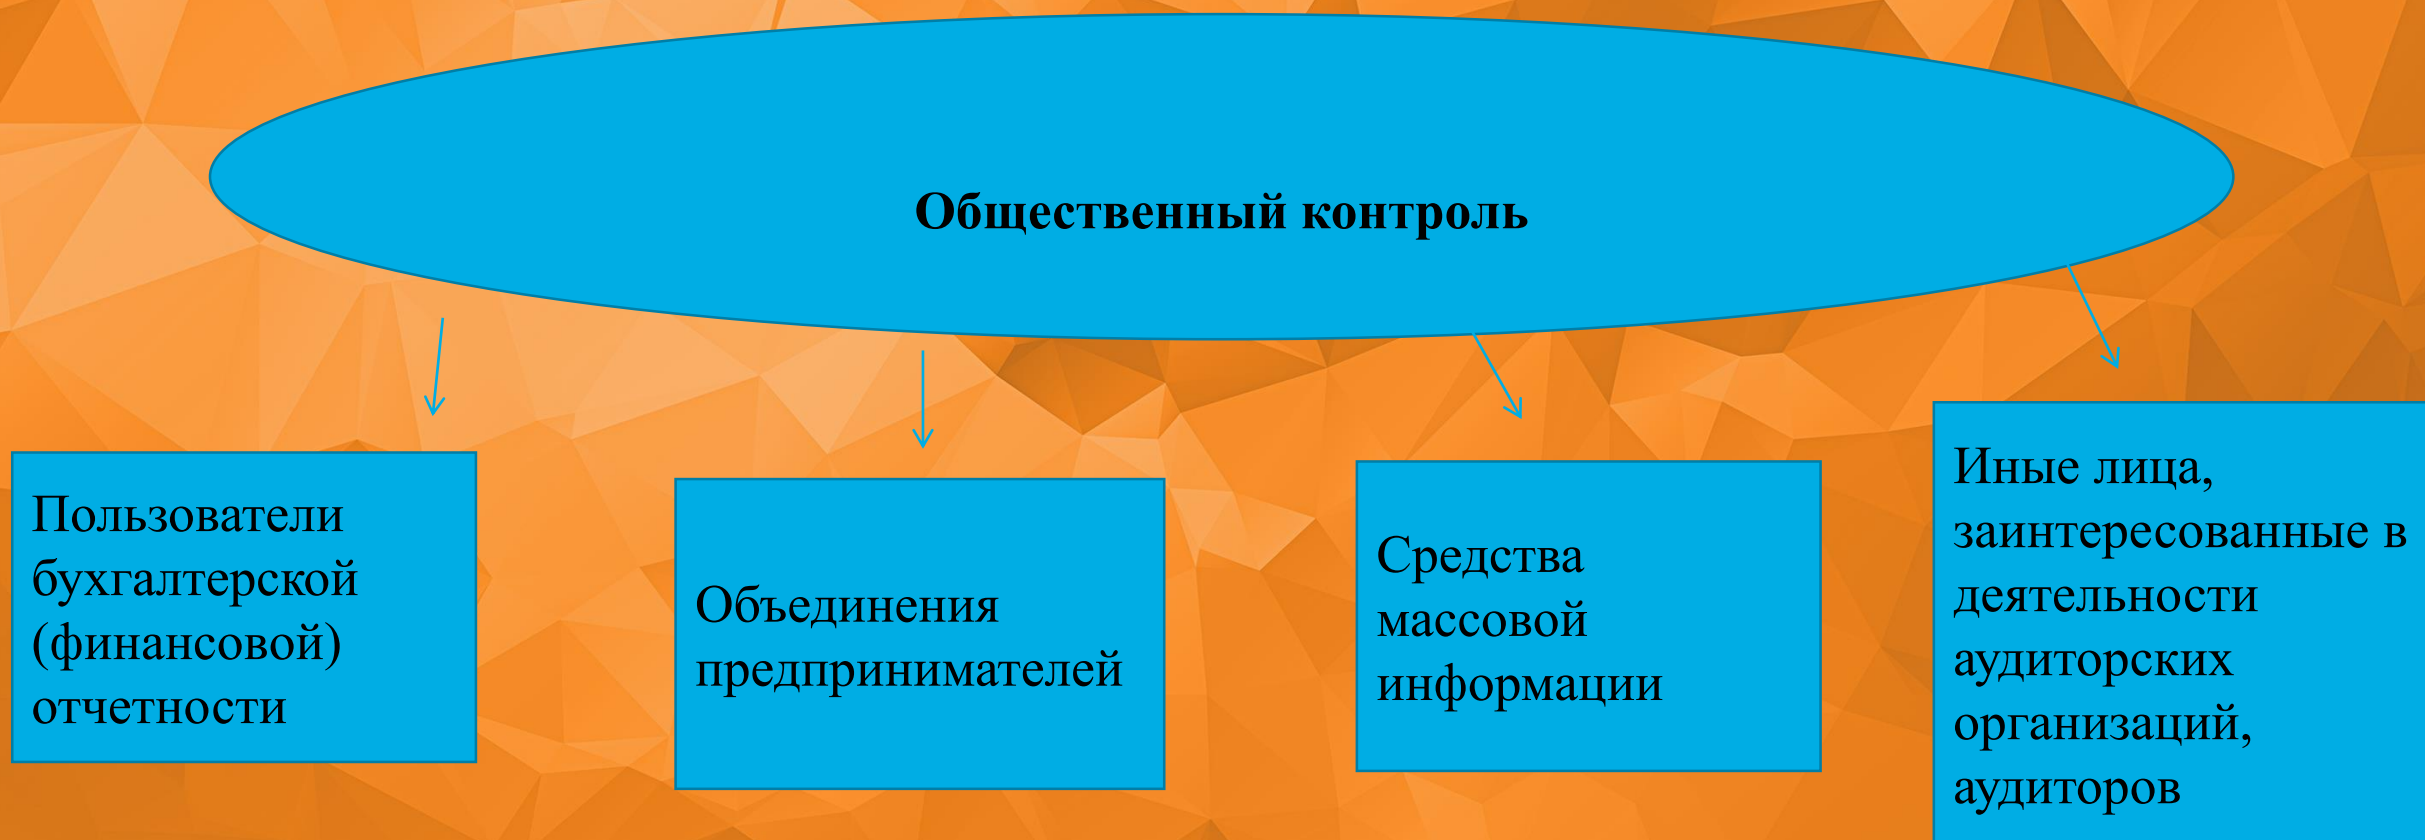 Общественный контроль
Пользователи
бухгалтерской
(финансовой)
отчетности
Объединения
предпринимателей
Средства
массовой
информации
Иные лица,
заинтересованные в
деятельности
аудиторских
организаций,
аудиторов